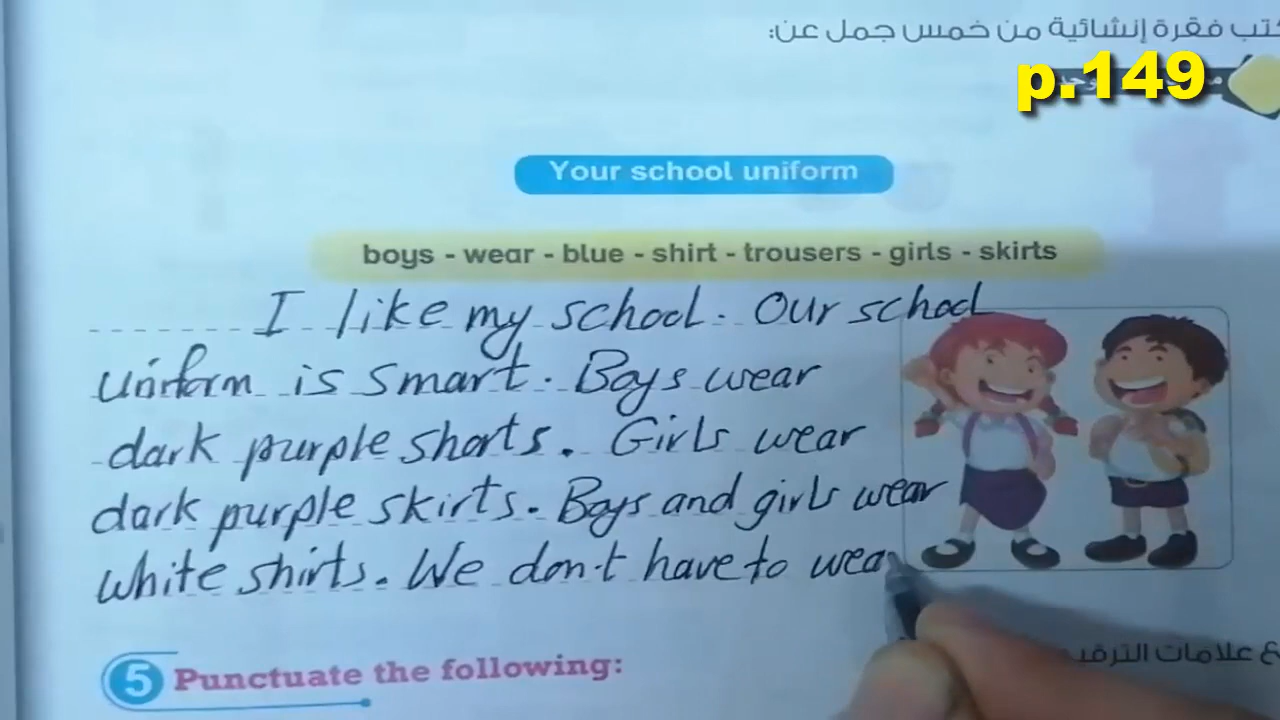 كتب فقرة إنشائية من خمس جمل عن:
p.149
Your school uniform
boys - wear - blue - shirt - trousers - girls - skirts
I like my school. Our school
uniform is smart. Boys wear
dark purple shorts. Girls wear
dark purple skirts. Boys and girls wear
white shirts. We don't have to wea
ع علامات الترقيـ
5 Punctuate the following: